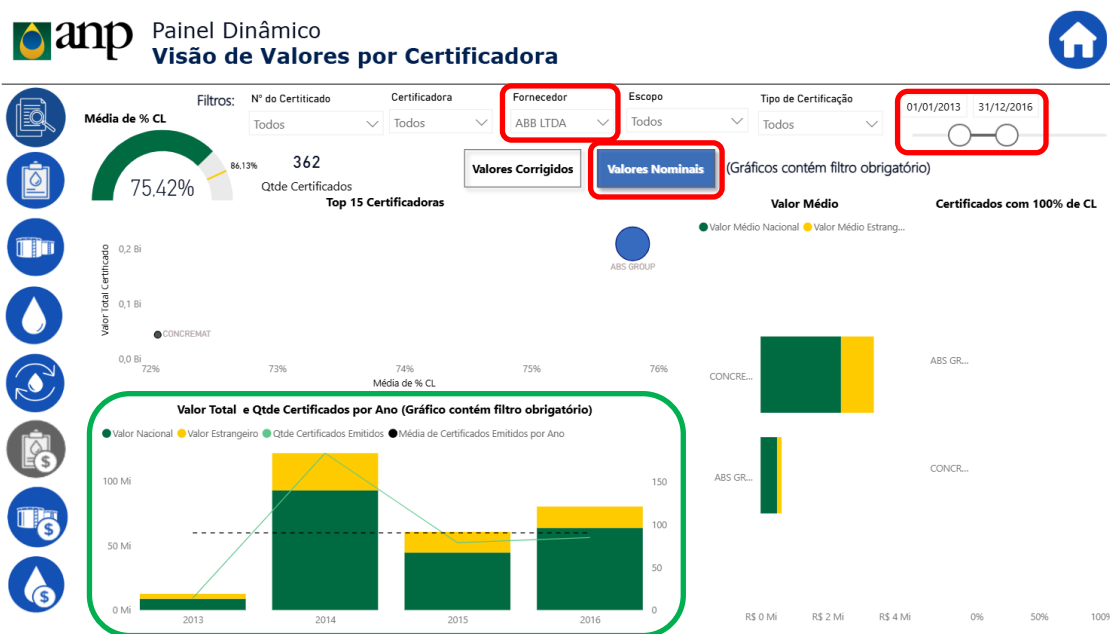 anp
Painel Dinâmico
Visão de Valores por Certificadora
Filtros:
N° do Certiticado
Todos
Certificadora
Todos
Fornecedor
ABB LTDA
Escopo
Todos
Tipo de Certificação
Todos
01/01/2013 31/12/2016
Média de % CL
86,13%
75,42%
362
Qtde Certificados
Valores Corrigidos
Valores Nominais
(Gráficos contém filtro obrigatório)
Top 15 Certificadoras
Valor Total Certificado
0,2 Bi
0,1 Bi
0,0 Bi
ABS GROUP
CONCREMAT
72% 73% 74% 75% 76%
Média de % CL
Valor Médio
Valor Médio Nacional Valor Médio Estrang...
CONCRE...
ABS GR...
R$ 0 Mi R$ 2 Mi R$ 4 Mi
Certificados com 100% de CL
ABS GR...
CONCR...
0% 50% 100%
Valor Total e Qtde Certificados por Ano (Gráfico contém filtro obrigatório)
Valor Nacional Valor Estrangeiro Qtde Certificados Emitidos Média de Certificados Emitidos por Ano
100 Mi
50 Mi
0 Mi
150
100
50
0
2013 2014 2015 2016